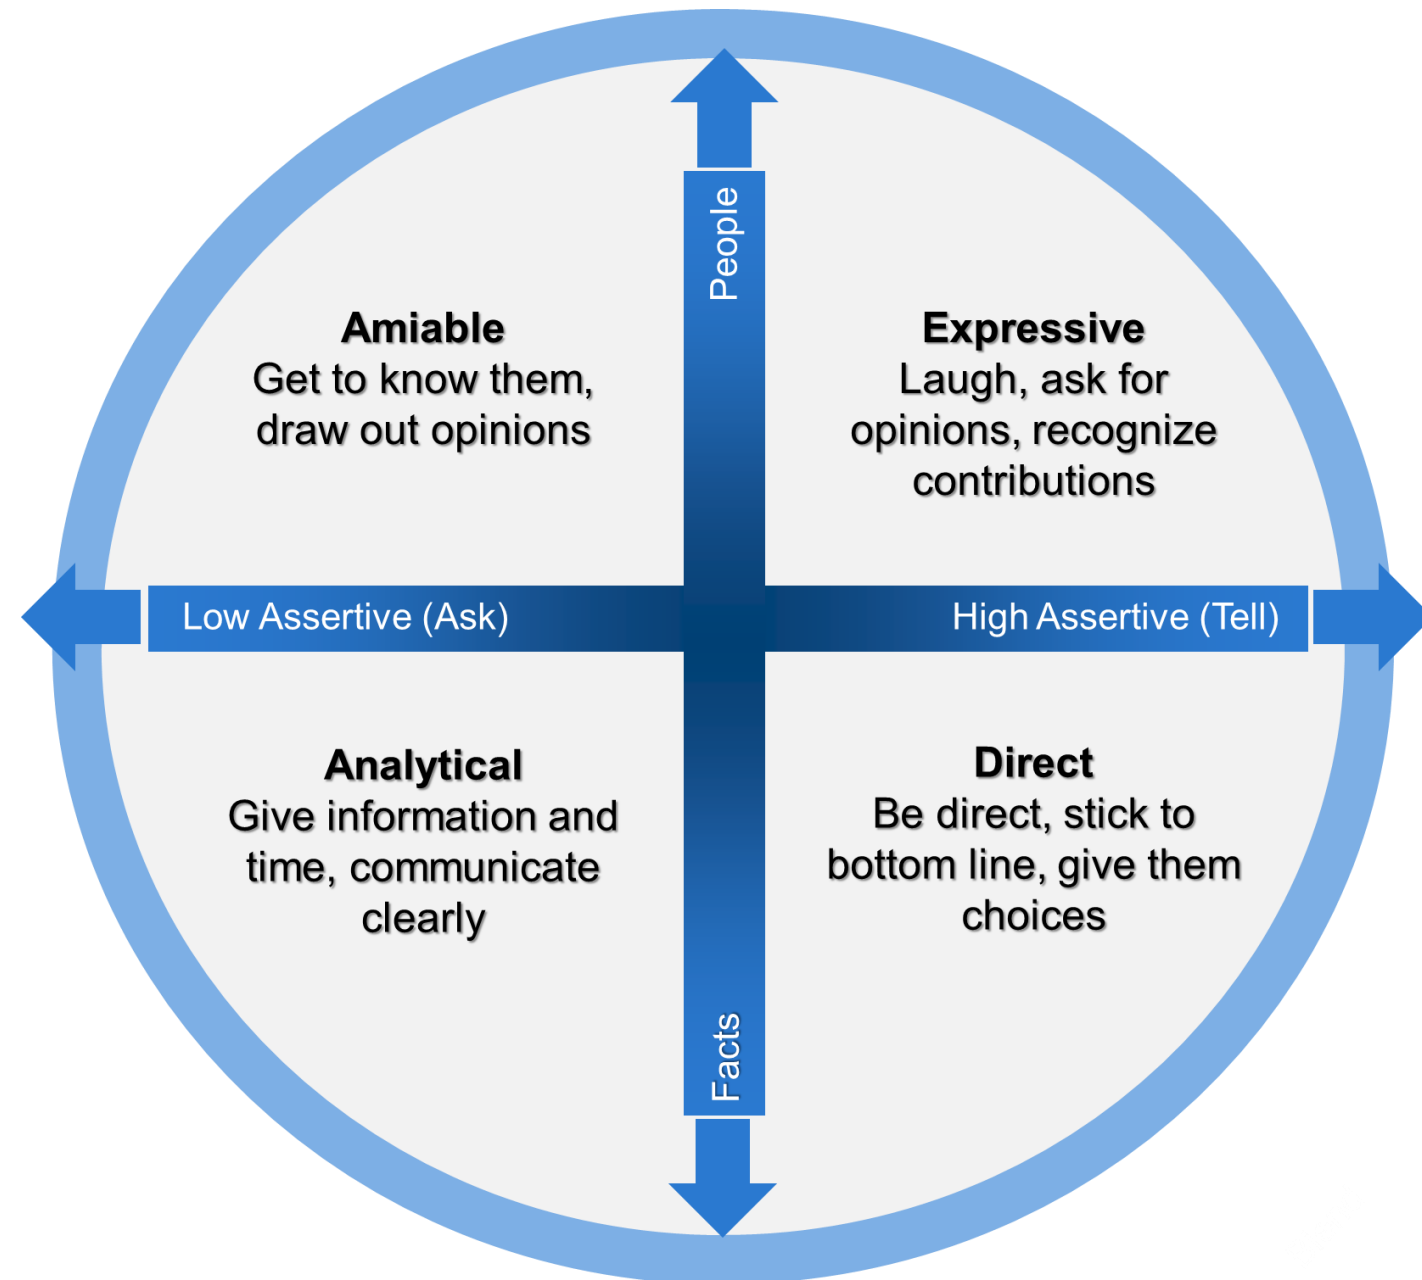 People
Amiable
Get to know them,
draw out opinions
Expressive
Laugh, ask for
opinions, recognize
contributions
Low Assertive (Ask)
High Assertive (Tell)
Analytical
Give information and
time, communicate
clearly
Direct
Be direct, stick to
bottom line, give them
choices
Facts